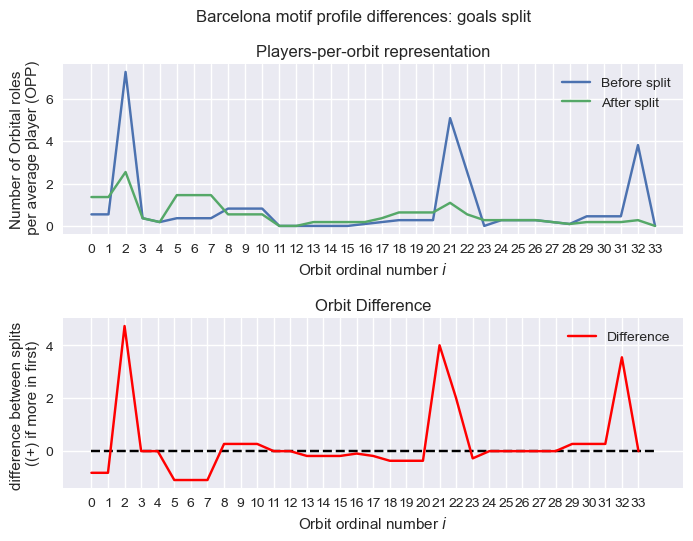 Barcelona motif profile differences: goals split
Players-per-orbit representation
Number of Orbital roles
per average player (OPP)
6
4
2
0
Before split
After split
0 1 2 3 4 5 6 7 8 9 10 11 12 13 14 15 16 17 18 19 20 21 22 23 24 25 26 27 28 29 30 31 32 33
Orbit ordinal number i
Orbit Difference
difference between splits
((+) if more in first)
4
2
0
Difference
0 1 2 3 4 5 6 7 8 9 10 11 12 13 14 15 16 17 18 19 20 21 22 23 24 25 26 27 28 29 30 31 32 33
Orbit ordinal number i